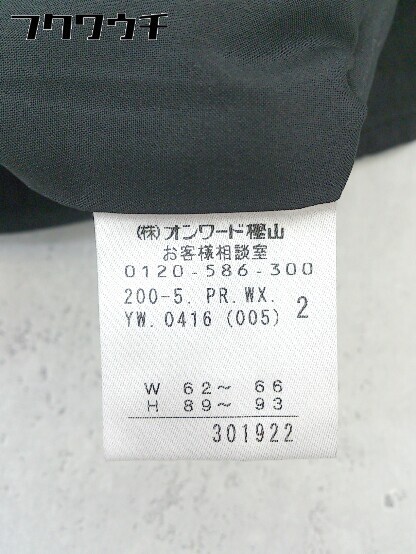 フクワウチ
(株)オンワード樫山
お客様相談室
0120-586-300
200-5. PR. WX. 2
YW. 0416 (005)
W 62～ 66
H 89～ 93
301922